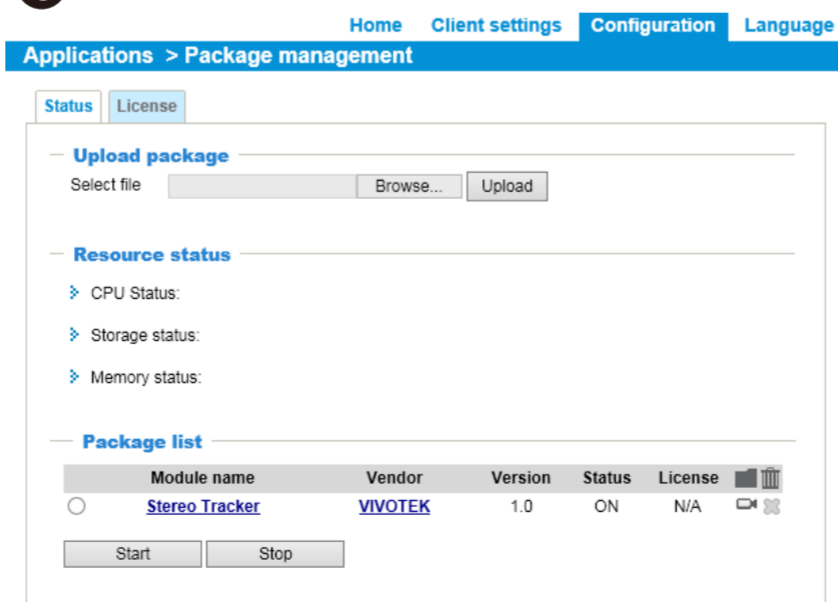 Home Client settings Configuration Language
Applications > Package management
Status License
Upload package
Select file Browse... Upload
Resource status
CPU Status:
Storage status:
Memory status:
Package list
Module name Vendor Version Status License
Stereo Tracker VIVOTEK 1.0 ON N/A
Start Stop